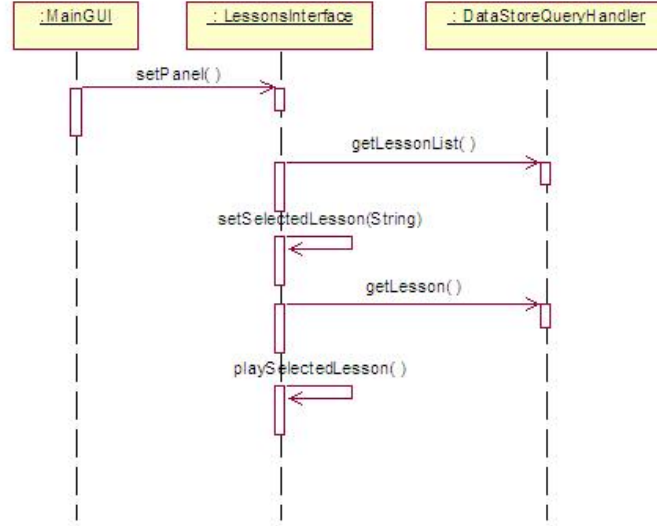 :MainGUI
: LessonsInterface
: DataStoreQueryHandler
setPanel( )
getLessonList( )
setSelectedLesson(String)
getLesson( )
playSelectedLesson( )